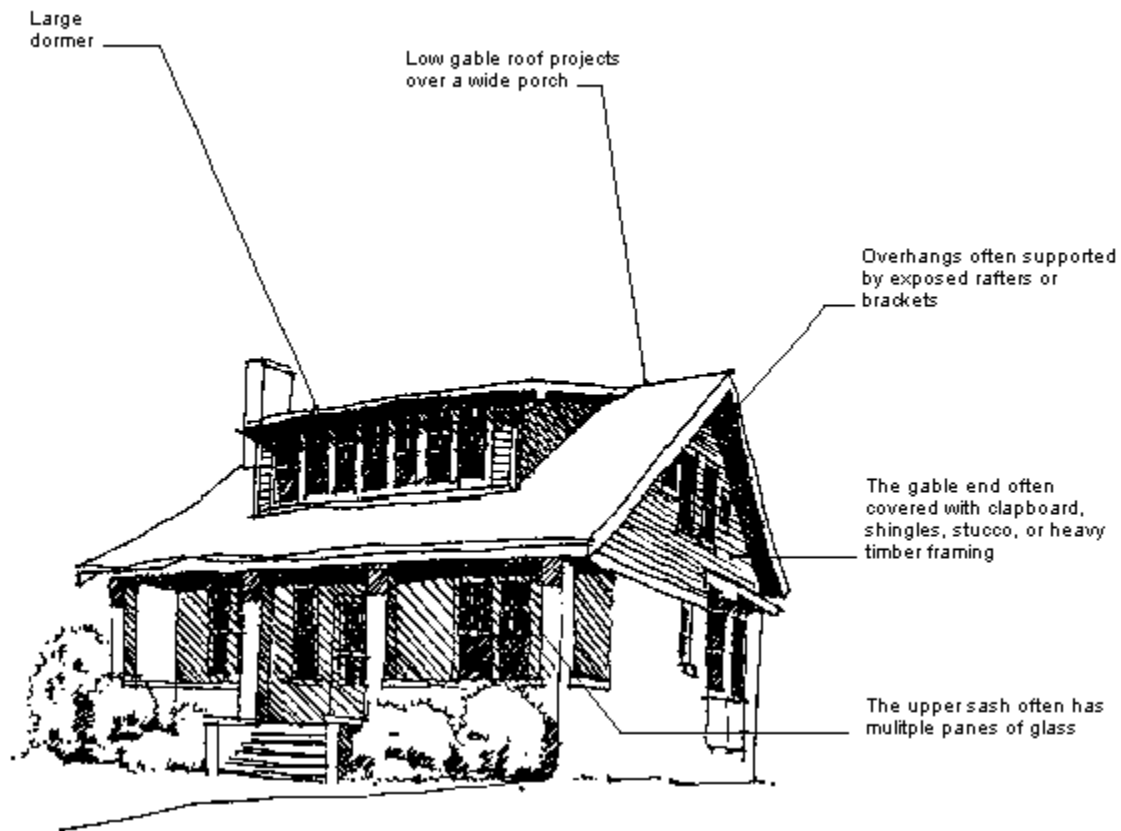 Large
dormer
Low gable roof projects
over a wide porch
Overhangs often supported
by exposed rafters or
brackets
The gable end often
covered with clapboard,
shingles, stucco, or heavy
timber framing
The upper sash often has
mulitple panes of glass